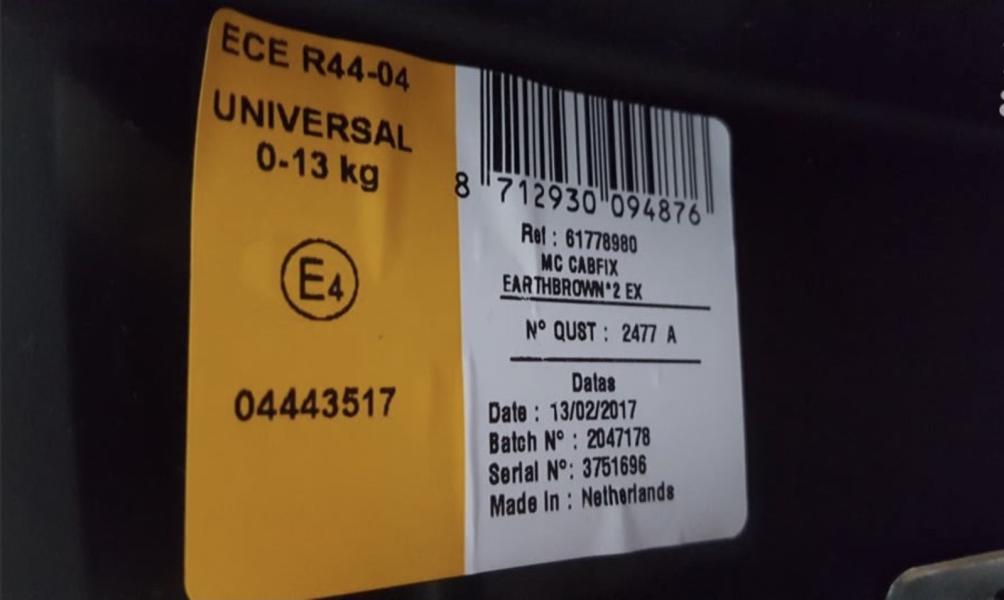 ECE R44-04
UNIVERSAL
0-13 kg
E4
04443517
8 712930 094876
Ref : 61778980
MC CABFIX
EARTHBROWN*2 EX
N° QUST : 2477 A
Datas
Date : 13/02/2017
Batch N° : 2047178
Serial N°: 3751696
Made In : Netherlands